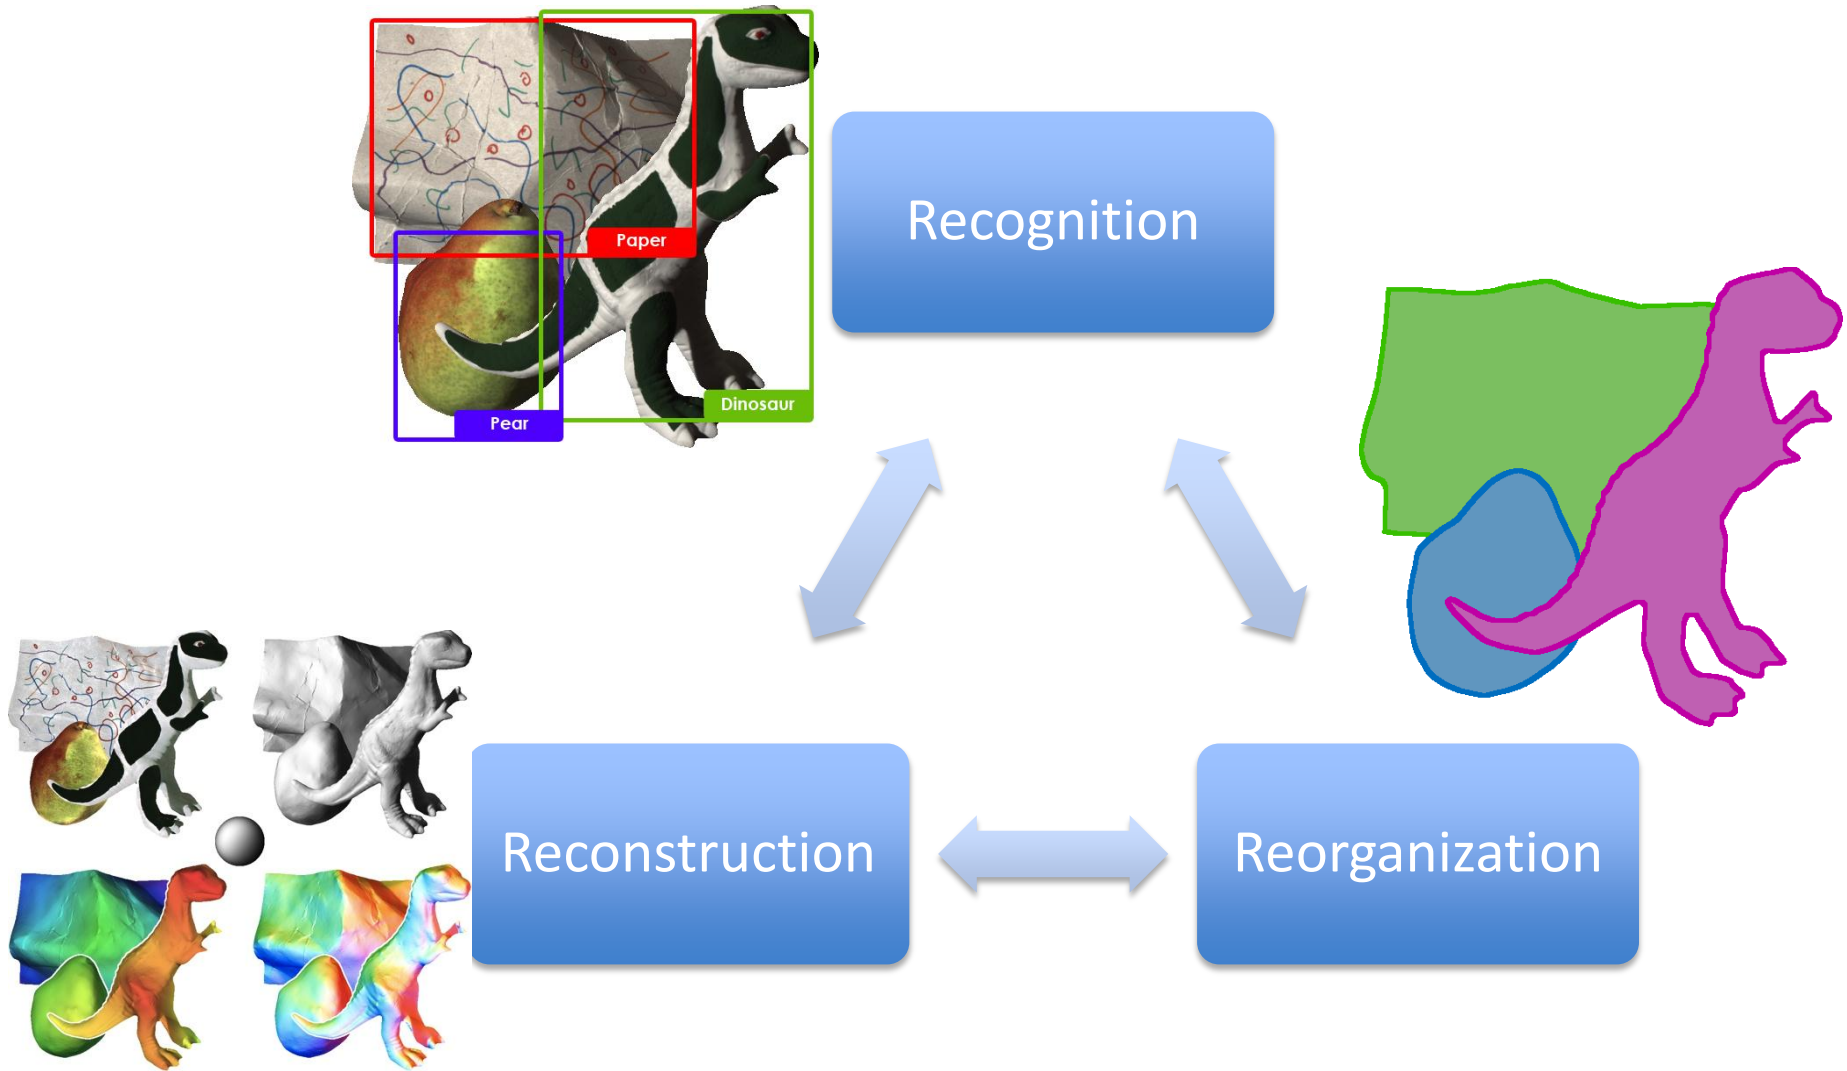 Paper
Recognition
Dinosaur
Pear
Reconstruction
Reorganization